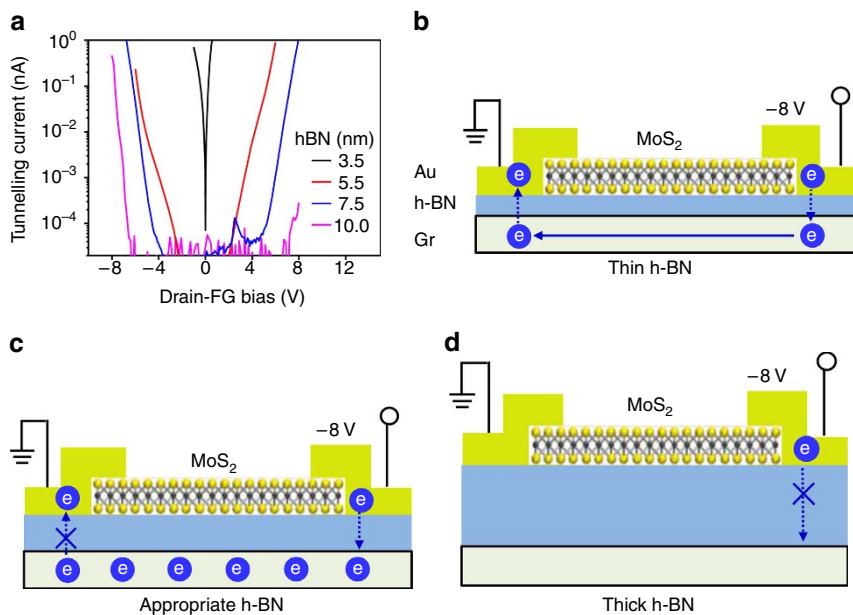 a
10⁰
10⁻¹
10⁻²
10⁻³
10⁻⁴
Tunnelling current (nA)
hBN (nm)
3.5
5.5
7.5
10.0
−8 −4 0 4 8 12
Drain-FG bias (V)
b
−8 V
MoS₂
Au
e e
h-BN
Gr
e e
Thin h-BN
c
−8 V
MoS₂
e e
e e e e e e
Appropriate h-BN
d
−8 V
MoS₂
e
Thick h-BN